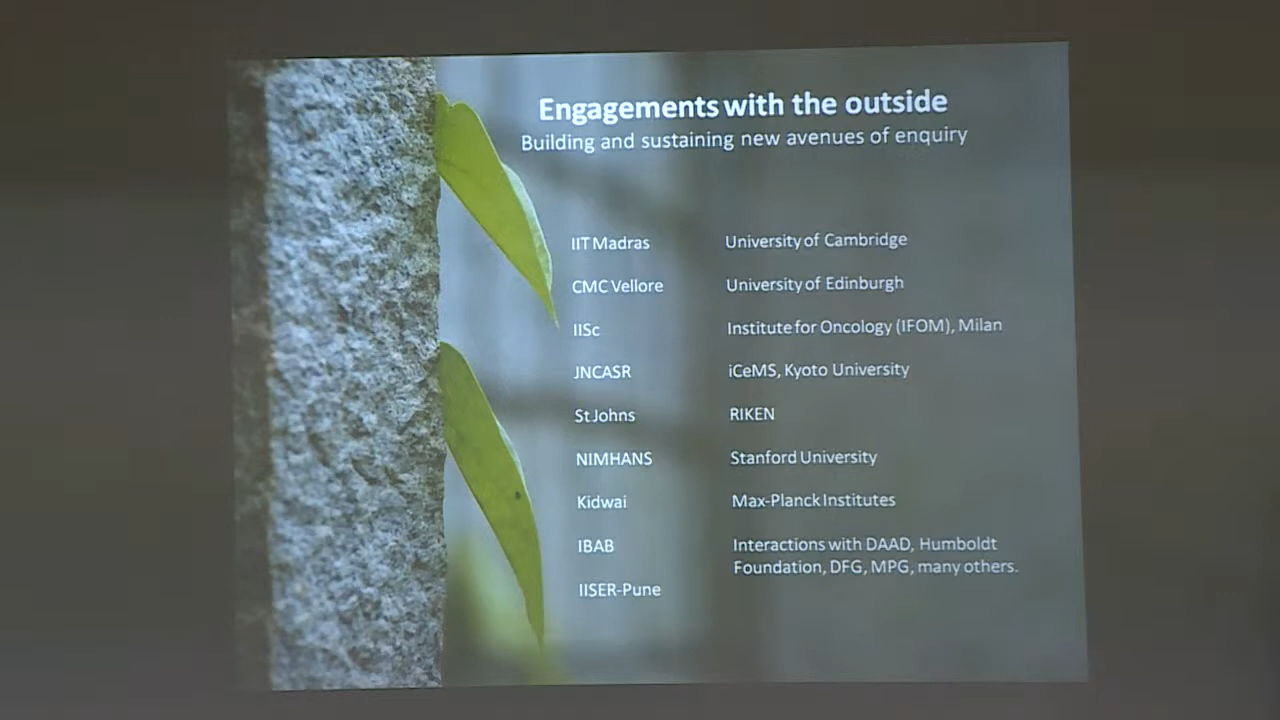 Engagements with the outside
Building and sustaining new avenues of enquiry
IIT Madras
CMC Vellore
IISc
JNCASR
St Johns
NIMHANS
Kidwai
IBAB
IISER-Pune
University of Cambridge
University of Edinburgh
Institute for Oncology (IFOM), Milan
iCeMS, Kyoto University
RIKEN
Stanford University
Max-Planck Institutes
Interactions with DAAD, Humboldt
Foundation, DFG, MPG, many others.